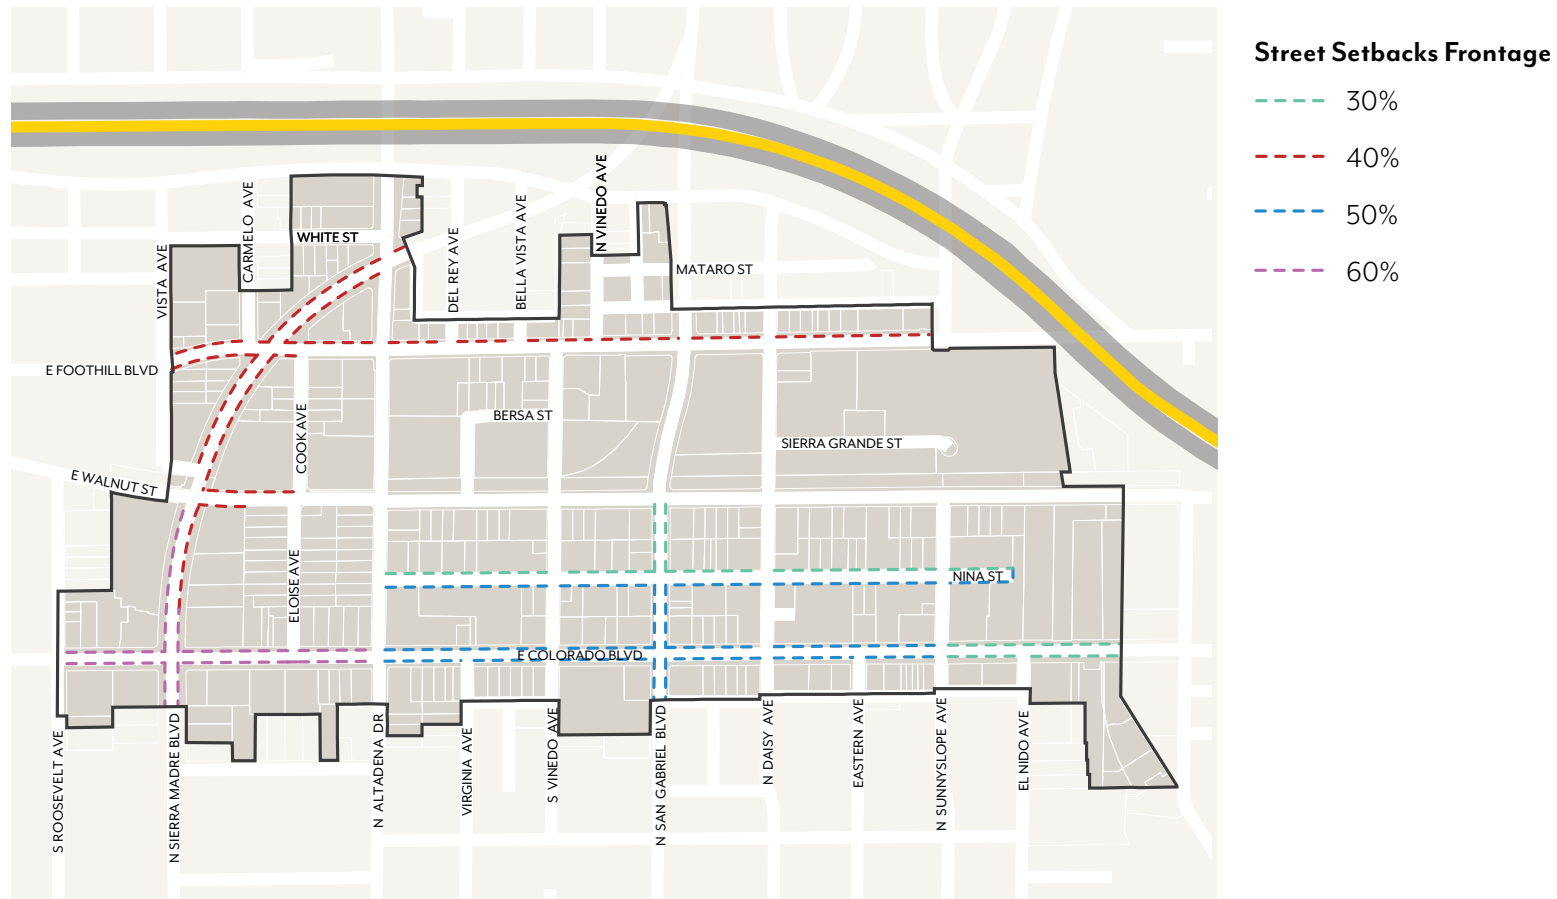 Street Setbacks Frontage
30%
40%
50%
60%
N VINEDO AVE
CARMELO AVE
WHITE ST
BELLA VISTA AVE
DEL REY AVE
VISTA AVE
MATARO ST
E FOOTHILL BLVD
BERSA ST
COOK AVE
SIERRA GRANDE ST
E WALNUT ST
ELOISE AVE
NINA ST
E COLORADO BLVD
S ROOSEVELT AVE
N SIERRA MADRE BLVD
N ALTADENA DR
VIRGINIA AVE
S VINEDO AVE
N SAN GABRIEL BLVD
N DAISY AVE
EASTERN AVE
N SUNNYSLOPE AVE
EL NIDO AVE